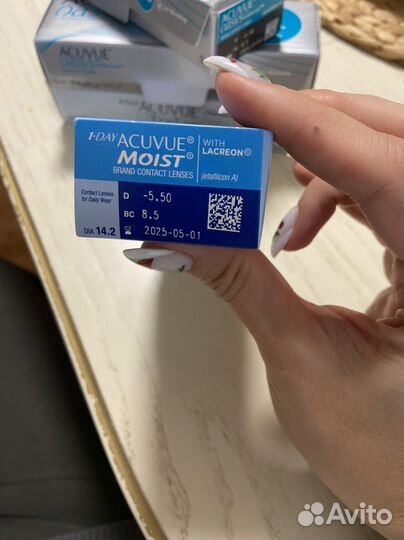 ACUVUE
1·DAY ACUVUE®
MOIST®
BRAND CONTACT LENSES
WITH
LACREON®
(etafilcon A)
Contact Lenses
for Daily Wear
D -5.50
BC 8.5
DIA 14.2
2025-05-01
Avito